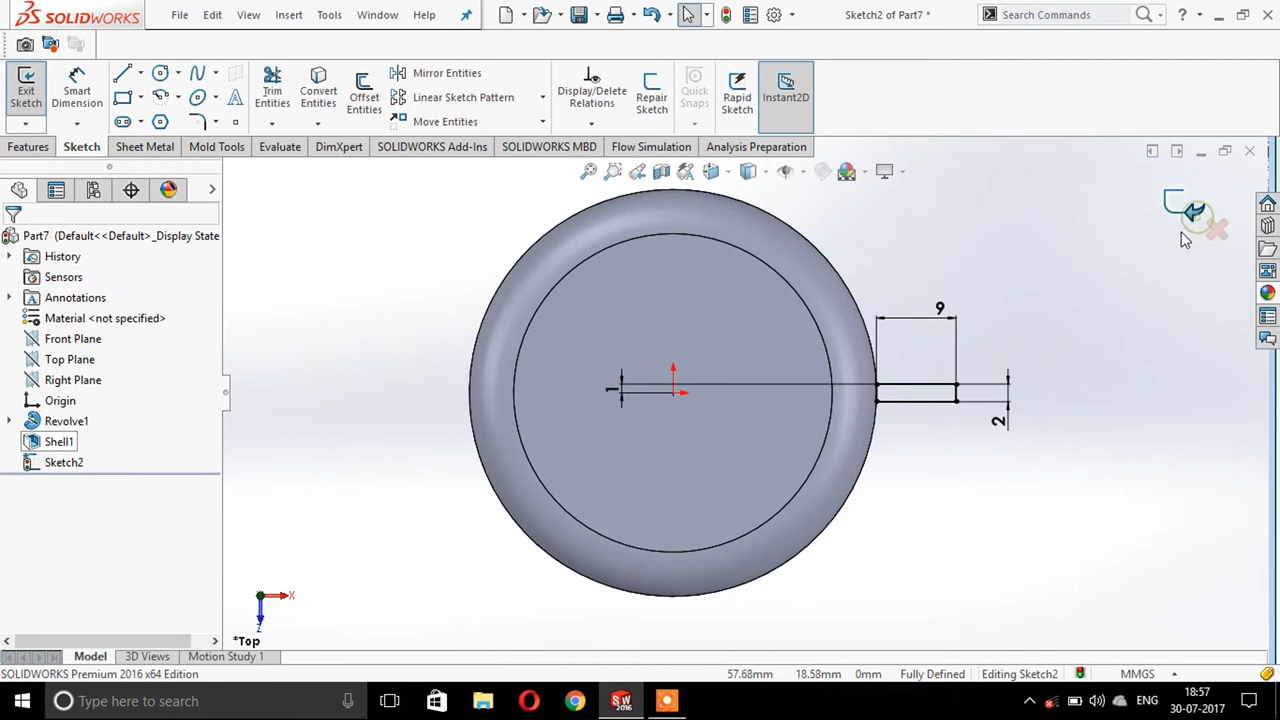 SOLIDWORKS File Edit View Insert Tools Window Help Sketch2 of Part7 * Search Commands ?
Exit Sketch
Smart Dimension
Trim Entities
Convert Entities
Offset Entities
Mirror Entities
Linear Sketch Pattern
Move Entities
Display/Delete Relations
Repair Sketch
Quick Snaps
Rapid Sketch
Instant2D
Features Sketch Sheet Metal Mold Tools Evaluate DimXpert SOLIDWORKS Add-Ins SOLIDWORKS MBD Flow Simulation Analysis Preparation
Part7 (Default<<Default>_Display State
History
Sensors
Annotations
Material <not specified>
Front Plane
Top Plane
Right Plane
Origin
Revolve1
Shell1
Sketch2
9
1
2
X
Z
*Top
Model 3D Views Motion Study 1
SOLIDWORKS Premium 2016 x64 Edition 57.68mm 18.58mm 0mm Fully Defined Editing Sketch2 MMGS
Type here to search SW 2016 ENG 18:57
30-07-2017